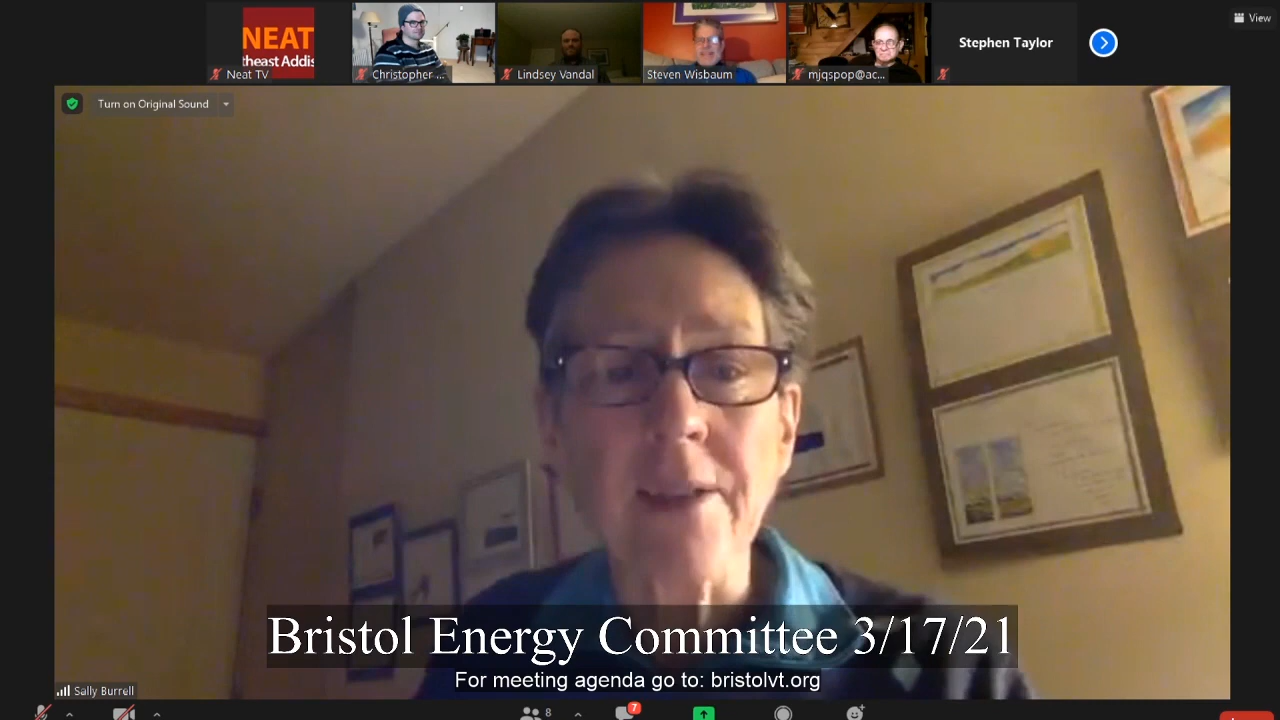 View
NEAT
theast Addis
Neat TV
Christopher ...
Lindsey Vandal
Steven Wisbaum
mjqspop@ac...
Stephen Taylor
Turn on Original Sound
Bristol Energy Committee 3/17/21
For meeting agenda go to: bristolvt.org
Sally Burrell
8
7